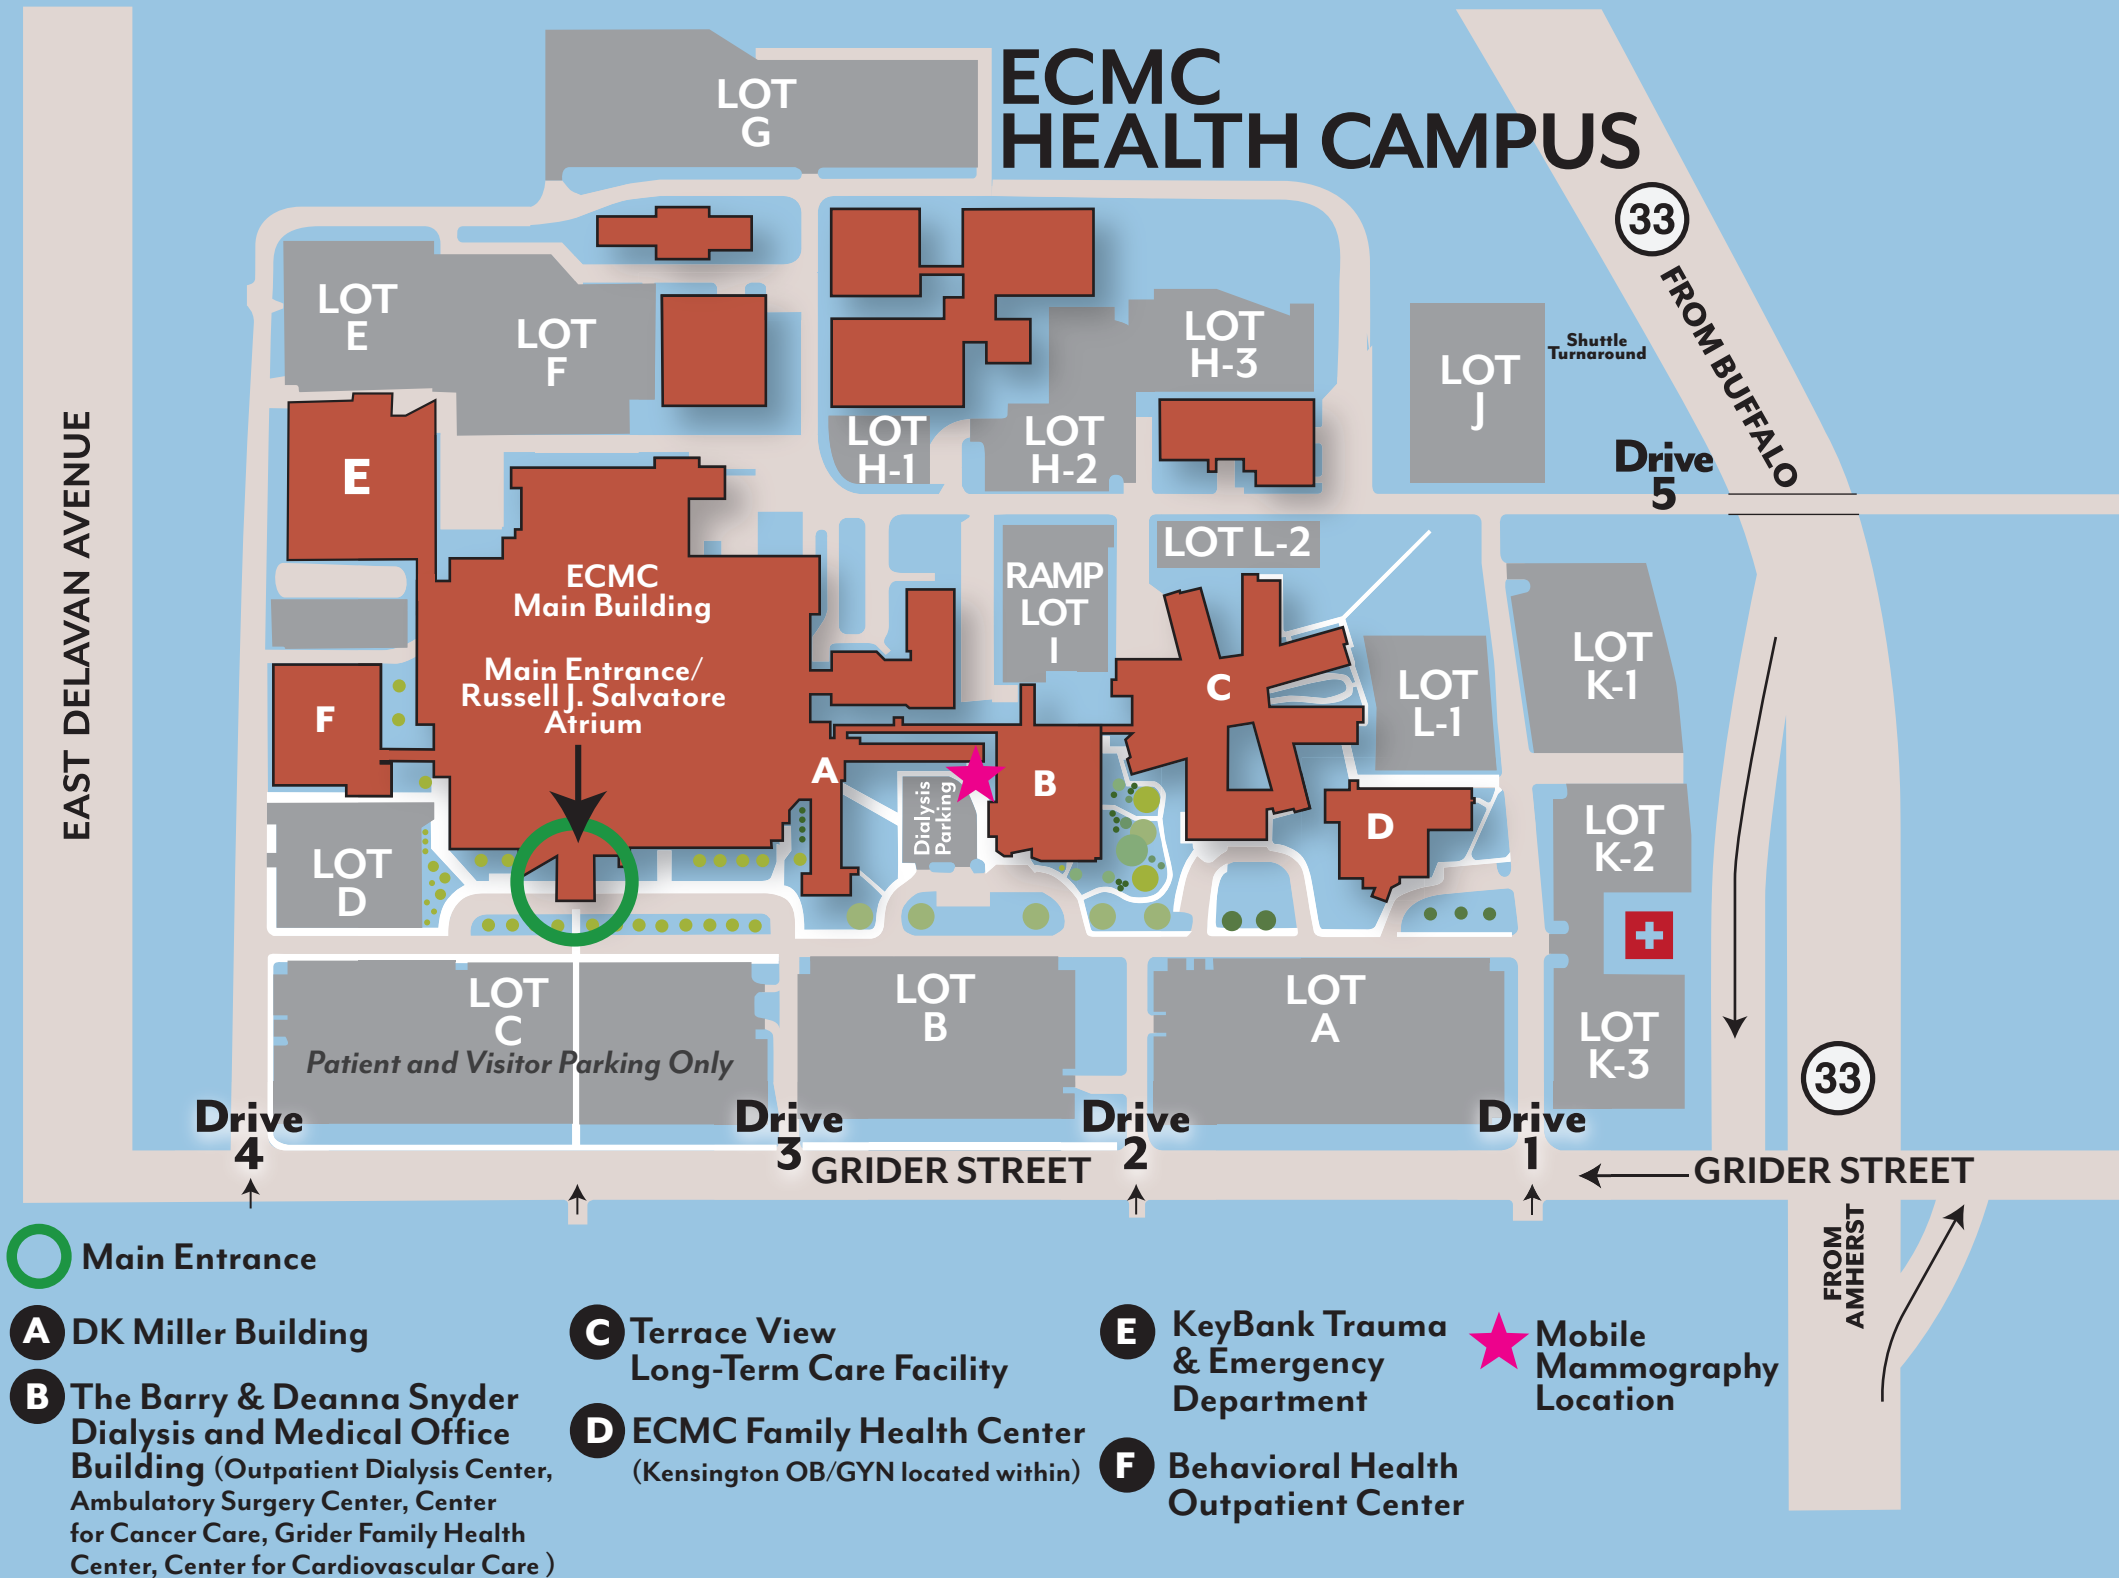 ECMC
HEALTH CAMPUS
LOT
G
33
FROM BUFFALO
LOT
E
LOT
F
LOT
H-3
Shuttle
Turnaround
LOT
J
LOT
H-1
LOT
H-2
Drive
5
EAST DELAVAN AVENUE
E
ECMC
Main Building
Main Entrance/
Russell J. Salvatore
Atrium
RAMP
LOT
I
LOT L-2
LOT
K-1
C
LOT
L-1
F
A
B
Dialysis
Parking
D
LOT
K-2
LOT
D
LOT
C
Patient and Visitor Parking Only
LOT
B
LOT
A
LOT
K-3
33
Drive
4
Drive
3
GRIDER STREET
Drive
2
Drive
1
GRIDER STREET
FROM
AMHERST
Main Entrance
A DK Miller Building
B The Barry & Deanna Snyder
Dialysis and Medical Office
Building (Outpatient Dialysis Center,
Ambulatory Surgery Center, Center
for Cancer Care, Grider Family Health
Center, Center for Cardiovascular Care )
C Terrace View
Long-Term Care Facility
D ECMC Family Health Center
(Kensington OB/GYN located within)
E KeyBank Trauma
& Emergency
Department
F Behavioral Health
Outpatient Center
Mobile
Mammography
Location